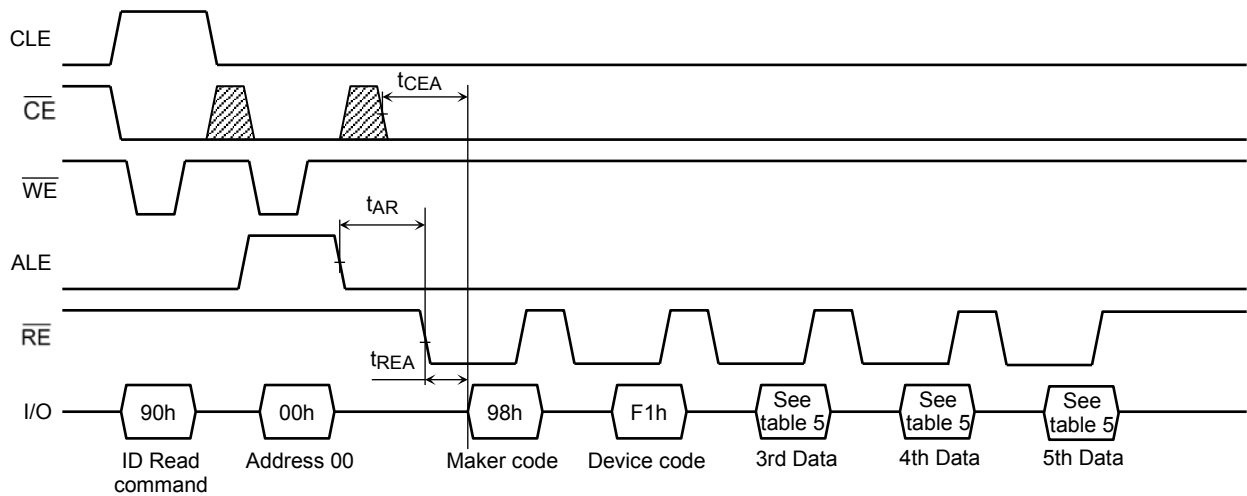 CLE
tCEA
CE
WE
tAR
ALE
RE
tREA
I/O
90h
00h
98h
F1h
See
table 5
See
table 5
See
table 5
ID Read
command
Address 00
Maker code
Device code
3rd Data
4th Data
5th Data